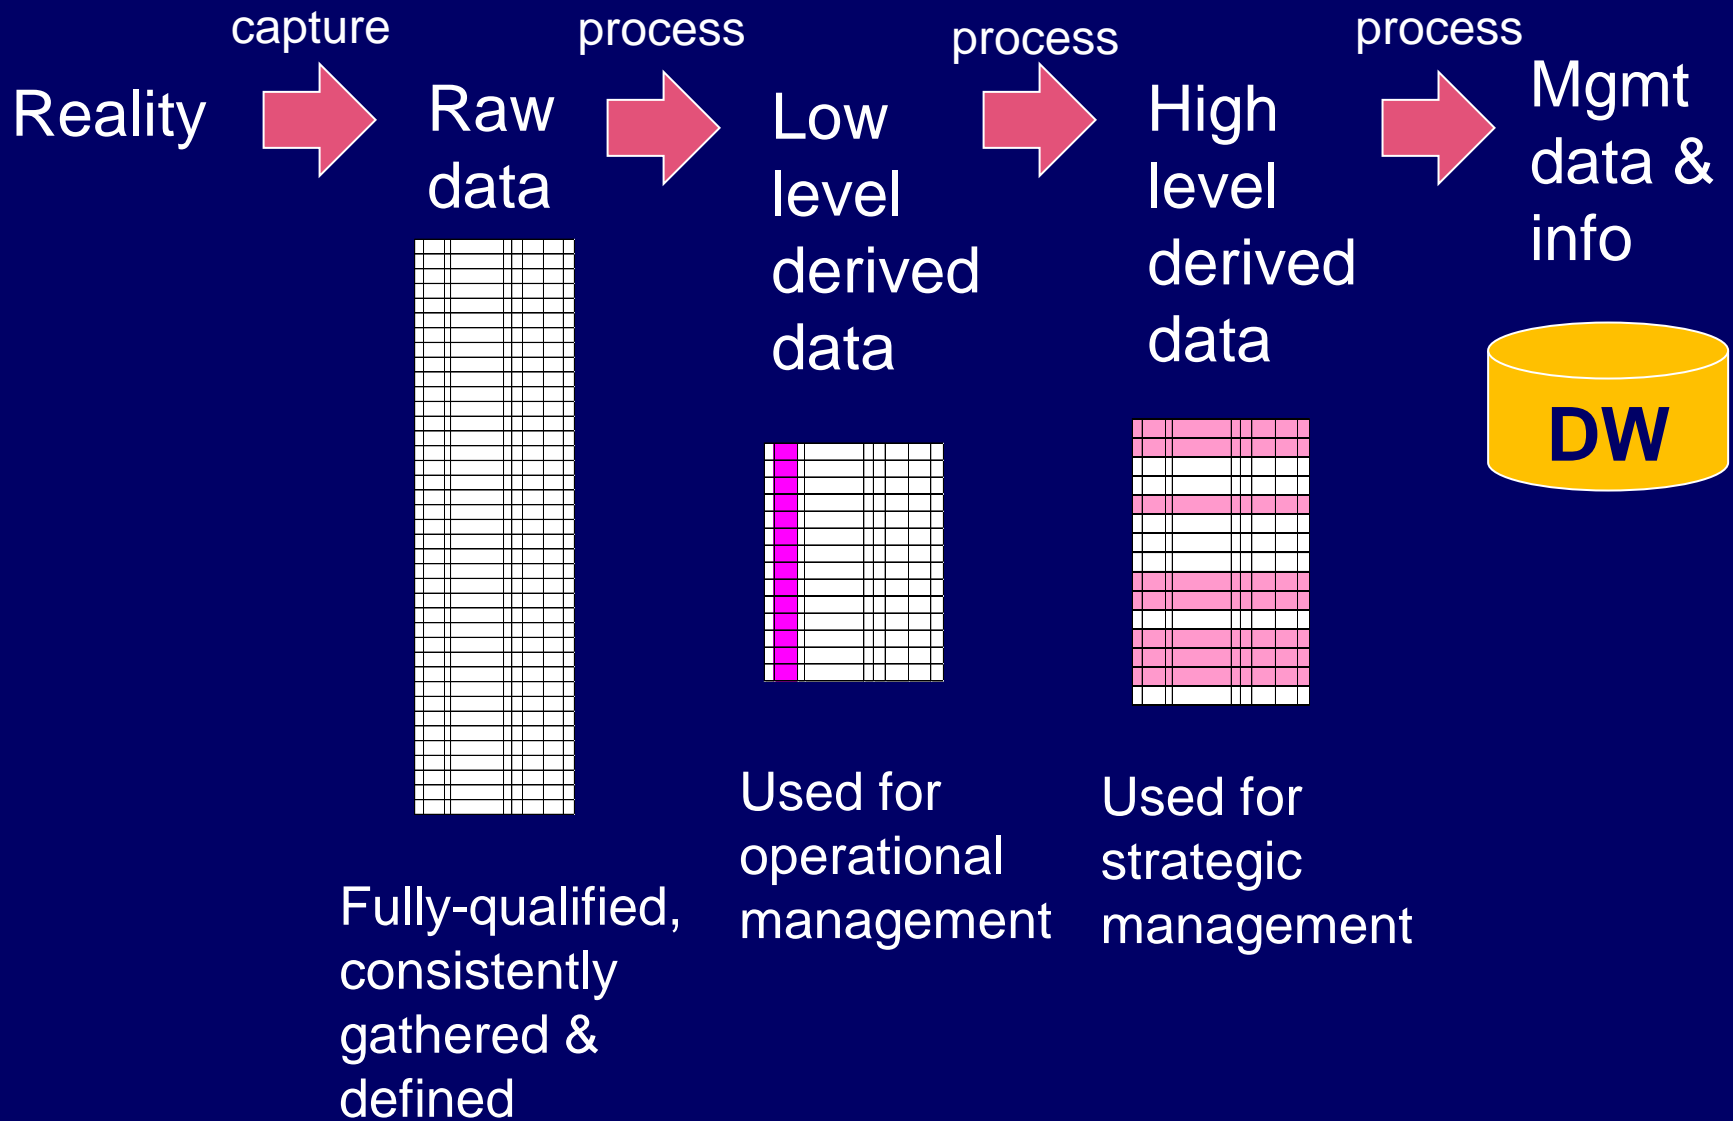 capture
process
process
process
Reality
Raw
data
Low
level
derived
data
High
level
derived
data
Mgmt
data &
info
DW
Fully-qualified,
consistently
gathered &
defined
Used for
operational
management
Used for
strategic
management